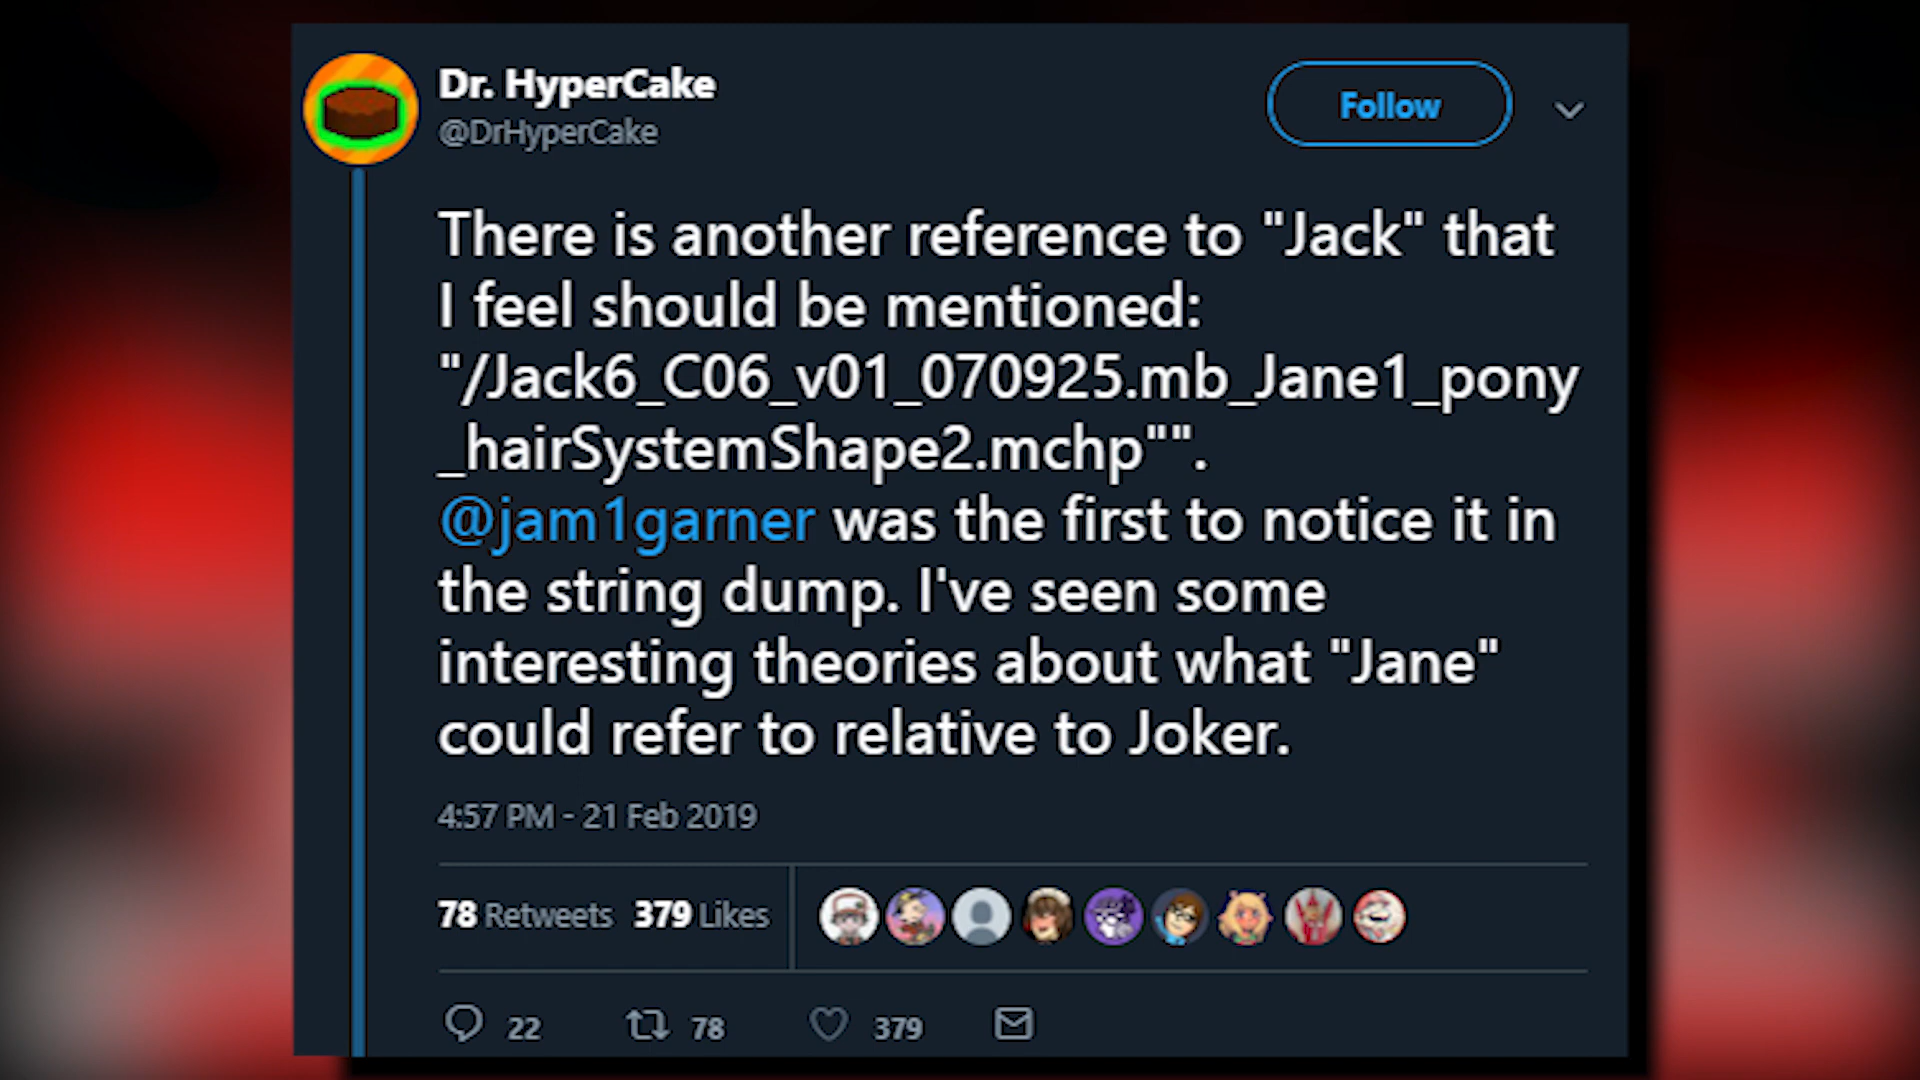 Dr. HyperCake
@DrHyperCake
Follow
There is another reference to "Jack" that
I feel should be mentioned:
"/Jack6_C06_v01_070925.mb_Jane1_pony
_hairSystemShape2.mchp"".
@jam1garner was the first to notice it in
the string dump. I've seen some
interesting theories about what "Jane"
could refer to relative to Joker.
4:57 PM - 21 Feb 2019
78 Retweets 379 Likes
22 78 379